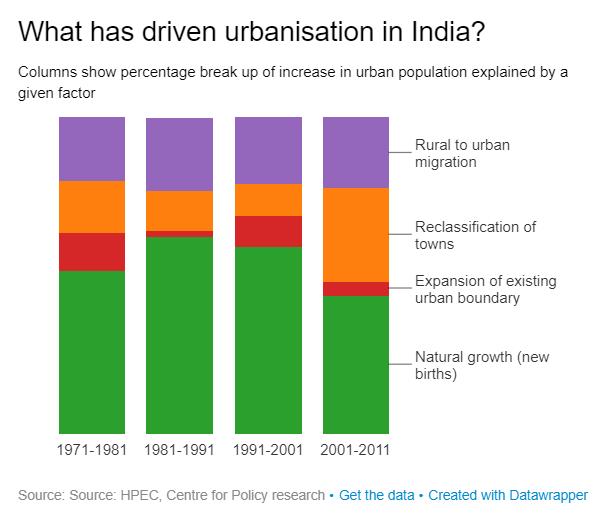 What has driven urbanisation in India?
Columns show percentage break up of increase in urban population explained by a
given factor
Rural to urban
migration
Reclassification of
towns
Expansion of existing
urban boundary
Natural growth (new
births)
1971-1981 1981-1991 1991-2001 2001-2011
Source: Source: HPEC, Centre for Policy research • Get the data • Created with Datawrapper